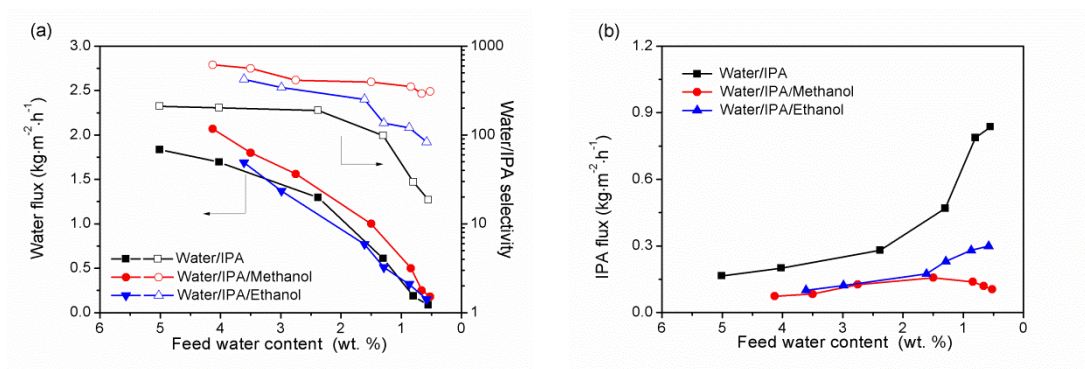 (a)
3.0
2.5
2.0
1.5
1.0
0.5
0.0
Water flux (kg·m⁻²·h⁻¹)
1000
100
10
1
Water/IPA selectivity
Water/IPA
Water/IPA/Methanol
Water/IPA/Ethanol
6 5 4 3 2 1 0
Feed water content (wt. %)
(b)
1.2
0.9
0.6
0.3
0.0
IPA flux (kg·m⁻²·h⁻¹)
Water/IPA
Water/IPA/Methanol
Water/IPA/Ethanol
6 5 4 3 2 1 0
Feed water content (wt. %)